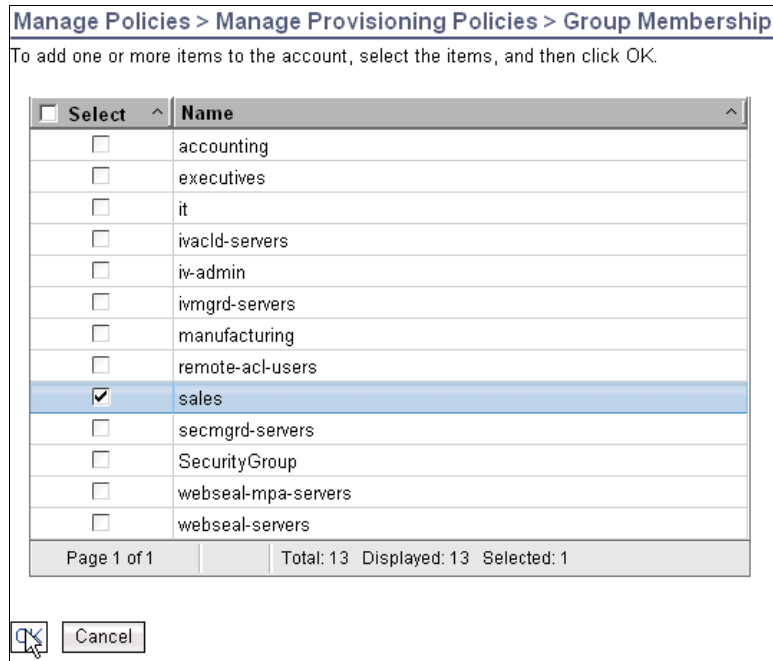 Manage Policies > Manage Provisioning Policies > Group Membership
To add one or more items to the account, select the items, and then click OK.
Select ^ Name ^
accounting
executives
it
ivacld-servers
iv-admin
ivmgrd-servers
manufacturing
remote-acl-users
sales
secmgrd-servers
SecurityGroup
webseal-mpa-servers
webseal-servers
Page 1 of 1 Total: 13 Displayed: 13 Selected: 1
OK Cancel